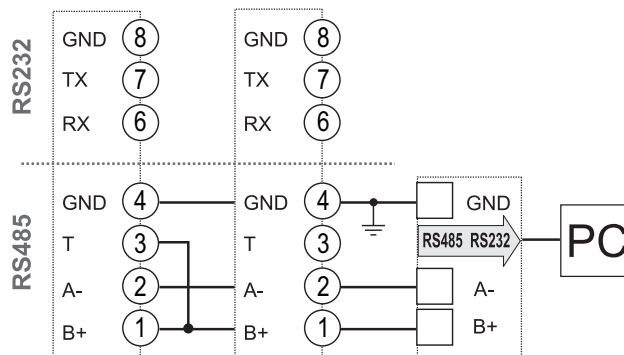 RS232
GND 8 GND 8
TX 7 TX 7
RX 6 RX 6
RS485
GND 4 GND 4 GND
T 3 T 3 RS485 RS232 PC
A- 2 A- 2 A-
B+ 1 B+ 1 B+